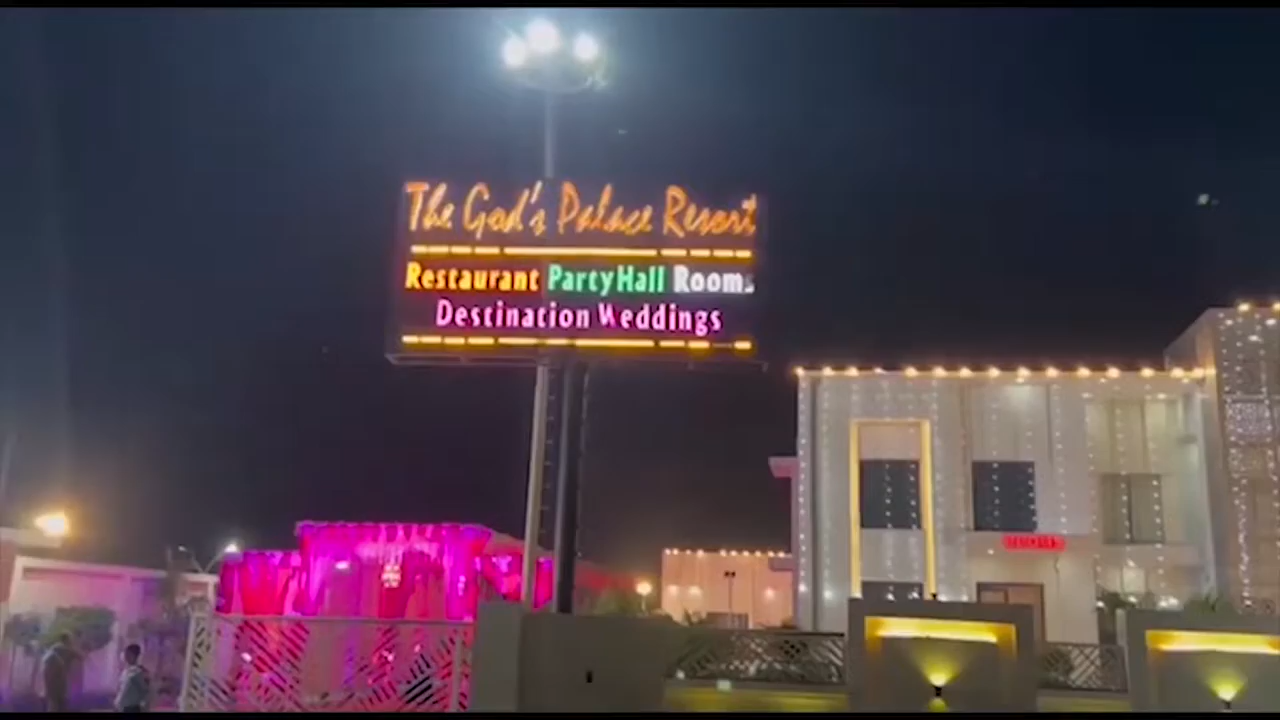 The God's Palace Resort
Restaurant PartyHall Rooms
Destination Weddings